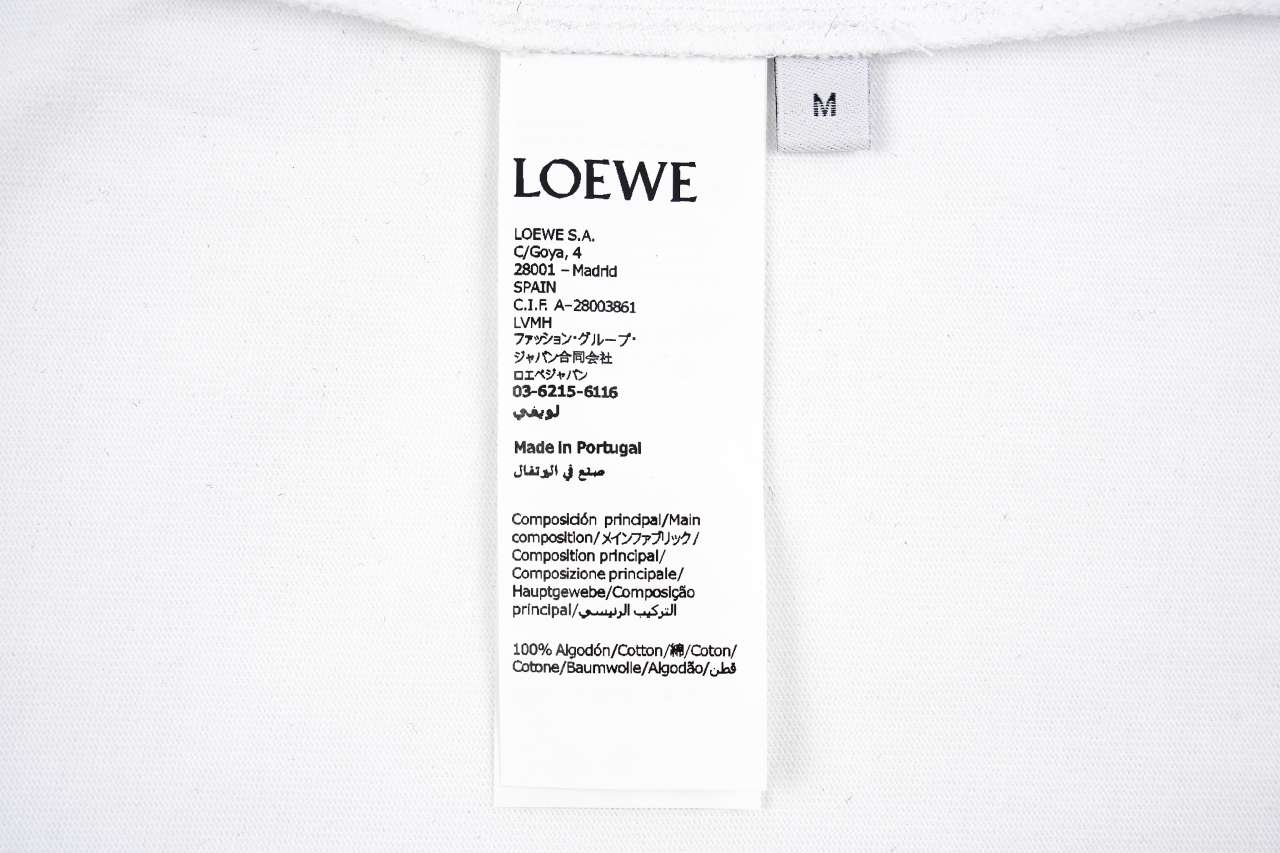 M
LOEWE
LOEWE S.A.
C/Goya, 4
28001 – Madrid
SPAIN
C.I.F. A-28003861
LVMH
ファッション・グループ・
ジャパン合同会社
ロエベジャパン
03-6215-6116
لويفي
Made in Portugal
صنع في البرتغال
Composición principal/Main
composition/メインファブリック/
Composition principal/
Composizione principale/
Hauptgewebe/Composição
principal/التركيب الرئيسي
100% Algodón/Cotton/綿/Coton/
Cotone/Baumwolle/Algodão/قطن